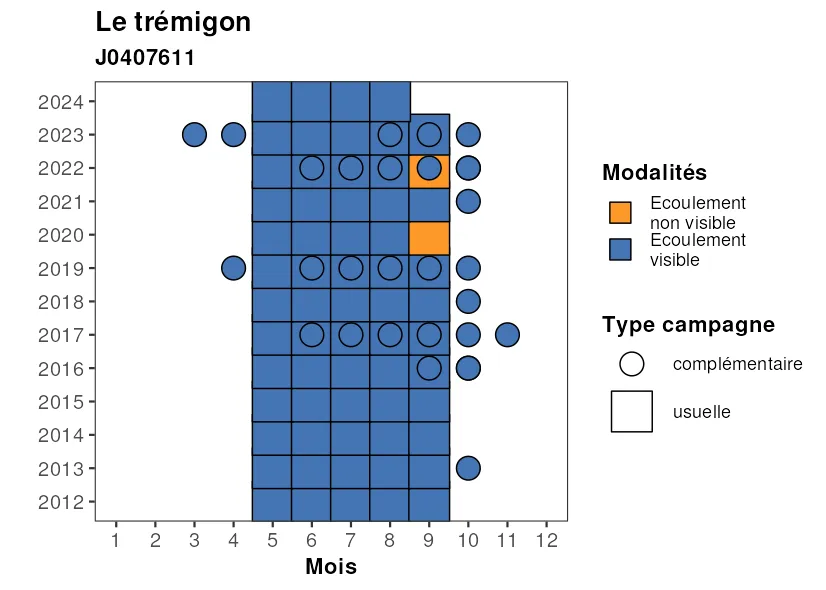 Le trémigon
J0407611
2024
2023
2022
2021
2020
2019
2018
2017
2016
2015
2014
2013
2012
1 2 3 4 5 6 7 8 9 10 11 12
Mois
Modalités
Ecoulement
non visible
Ecoulement
visible
Type campagne
complémentaire
usuelle